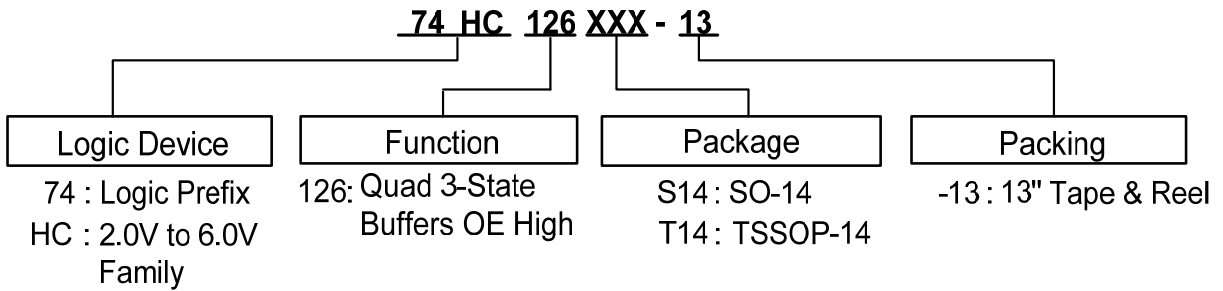 74 HC 126 XXX - 13
Logic Device
74 : Logic Prefix
HC : 2.0V to 6.0V
Family
Function
126: Quad 3-State
Buffers OE High
Package
S14 : SO-14
T14 : TSSOP-14
Packing
-13 : 13" Tape & Reel